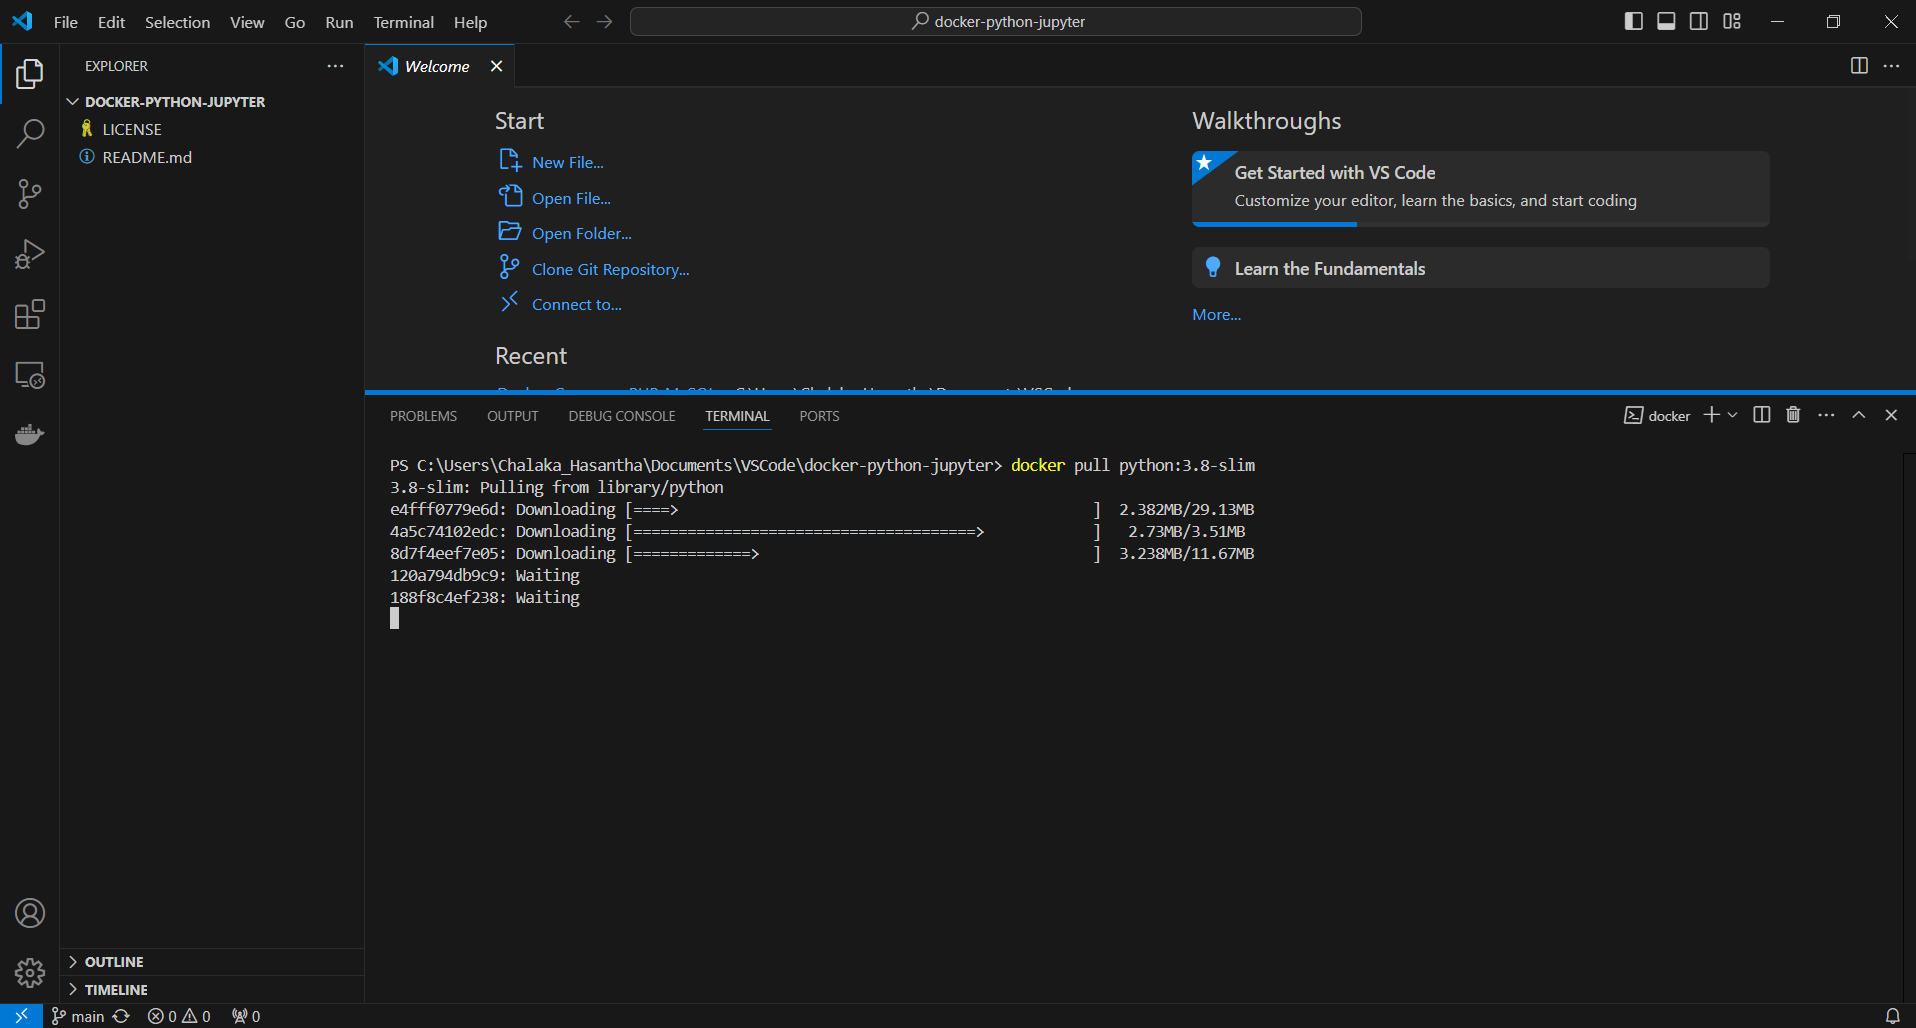 File Edit Selection View Go Run Terminal Help
docker-python-jupyter
EXPLORER
DOCKER-PYTHON-JUPYTER
LICENSE
README.md
OUTLINE
TIMELINE
Welcome
Start
New File...
Open File...
Open Folder...
Clone Git Repository...
Connect to...
Recent
Walkthroughs
Get Started with VS Code
Customize your editor, learn the basics, and start coding
Learn the Fundamentals
More...
PROBLEMS OUTPUT DEBUG CONSOLE TERMINAL PORTS
docker
PS C:\Users\Chalaka_Hasantha\Documents\VSCode\docker-python-jupyter> docker pull python:3.8-slim
3.8-slim: Pulling from library/python
e4fff0779e6d: Downloading [====>                                              ]  2.382MB/29.13MB
4a5c74102edc: Downloading [======================================>            ]   2.73MB/3.51MB
8d7f4eef7e05: Downloading [=============>                                     ]  3.238MB/11.67MB
120a794db9c9: Waiting
188f8c4ef238: Waiting
main 0 0 0